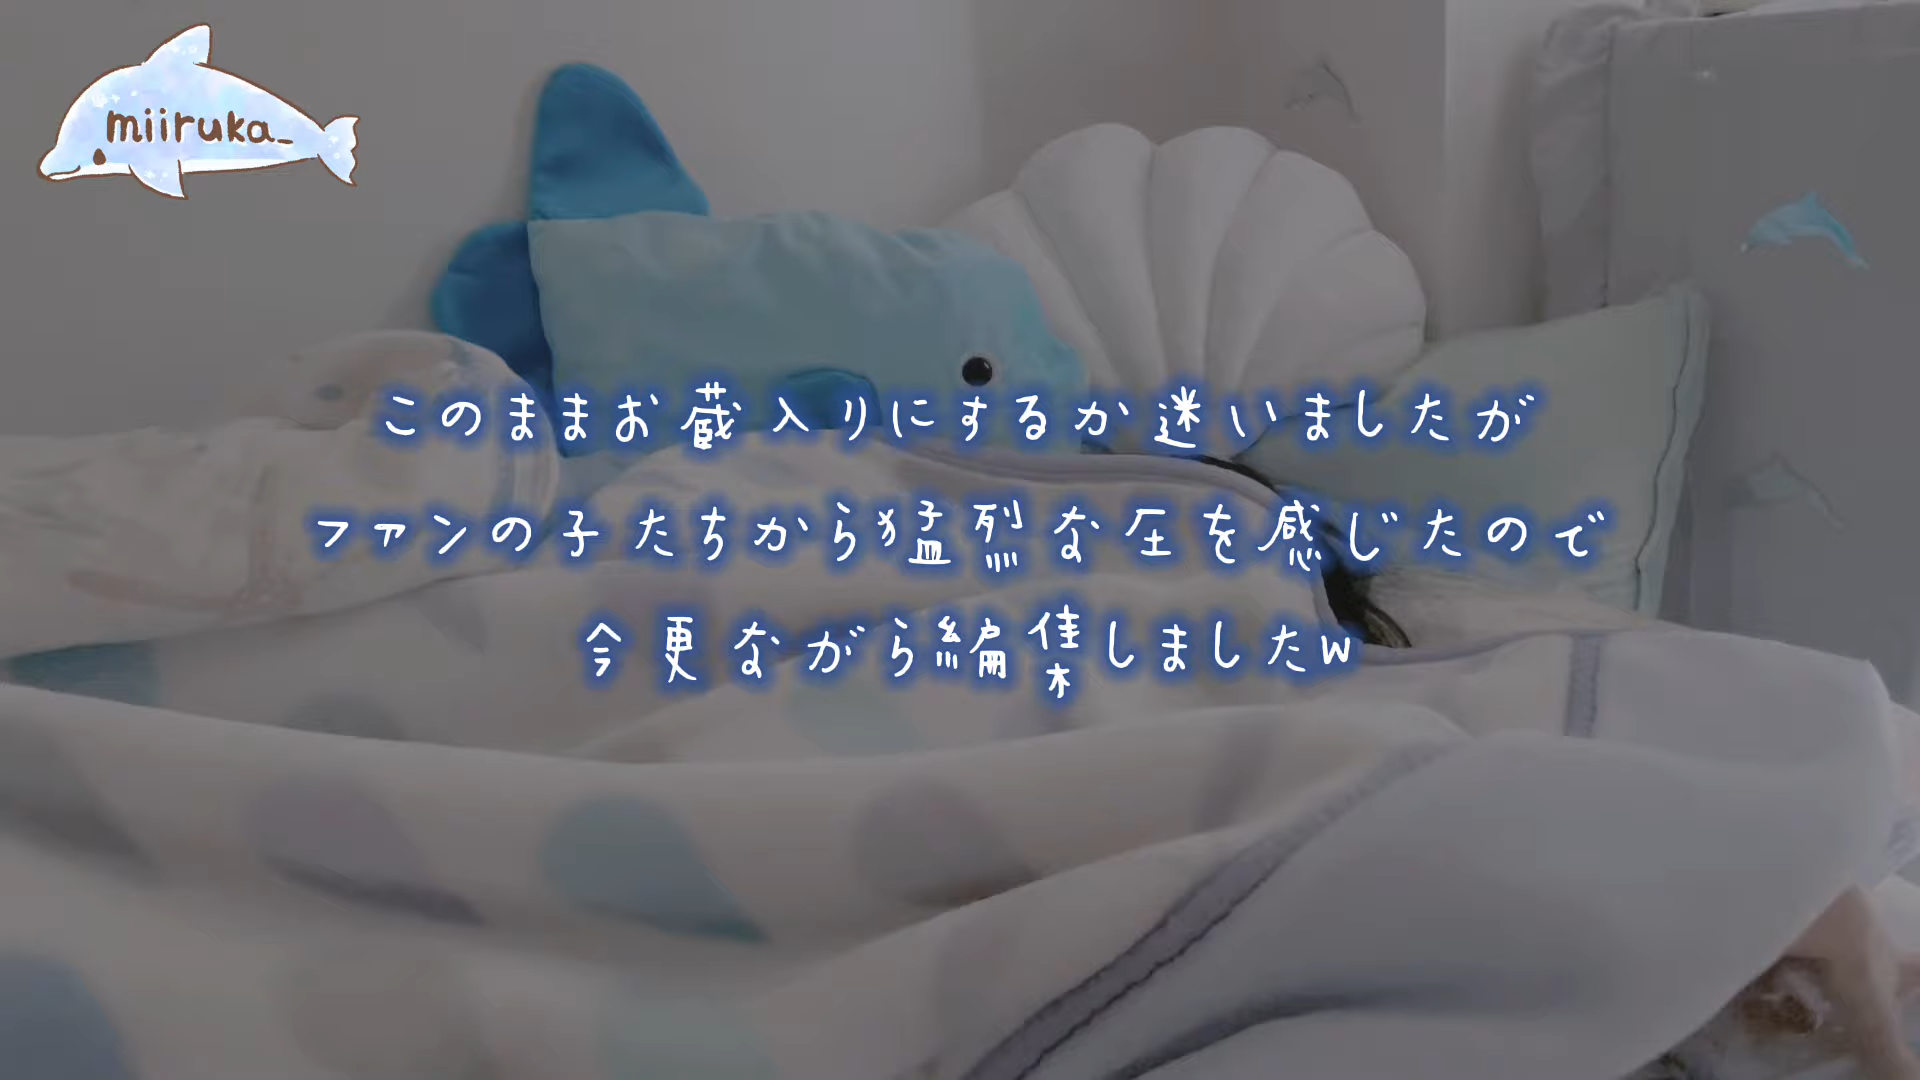 miiruka_
このままお蔵入りにするか迷いましたが
ファンの子たちから猛烈な圧を感じたので
今更ながら編集しましたw